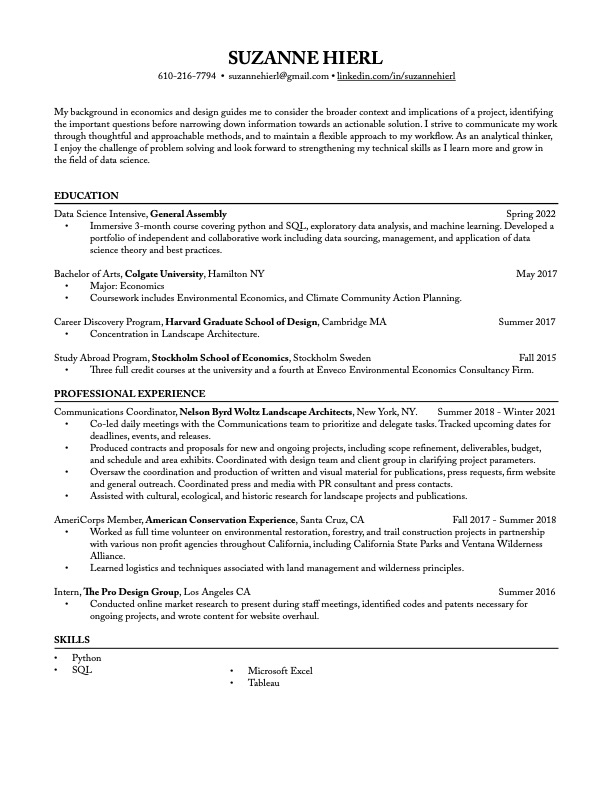 SUZANNE HIERL
610-216-7794 • suzannehierl@gmail.com • linkedin.com/in/suzannehierl
My background in economics and design guides me to consider the broader context and implications of a project, identifying
the important questions before narrowing down information towards an actionable solution. I strive to communicate my work
through thoughtful and approachable methods, and to maintain a flexible approach to my workflow. As an analytical thinker,
I enjoy the challenge of problem solving and look forward to strengthening my technical skills as I learn more and grow in
the field of data science.
EDUCATION
Data Science Intensive, General Assembly Spring 2022
• Immersive 3-month course covering python and SQL, exploratory data analysis, and machine learning. Developed a
portfolio of independent and collaborative work including data sourcing, management, and application of data
science theory and best practices.
Bachelor of Arts, Colgate University, Hamilton NY May 2017
• Major: Economics
• Coursework includes Environmental Economics, and Climate Community Action Planning.
Career Discovery Program, Harvard Graduate School of Design, Cambridge MA Summer 2017
• Concentration in Landscape Architecture.
Study Abroad Program, Stockholm School of Economics, Stockholm Sweden Fall 2015
• Three full credit courses at the university and a fourth at Enveco Environmental Economics Consultancy Firm.
PROFESSIONAL EXPERIENCE
Communications Coordinator, Nelson Byrd Woltz Landscape Architects, New York, NY. Summer 2018 - Winter 2021
• Co-led daily meetings with the Communications team to prioritize and delegate tasks. Tracked upcoming dates for
deadlines, events, and releases.
• Produced contracts and proposals for new and ongoing projects, including scope refinement, deliverables, budget,
and schedule and area exhibits. Coordinated with design team and client group in clarifying project parameters.
• Oversaw the coordination and production of written and visual material for publications, press requests, firm website
and general outreach. Coordinated press and media with PR consultant and press contacts.
• Assisted with cultural, ecological, and historic research for landscape projects and publications.
AmeriCorps Member, American Conservation Experience, Santa Cruz, CA Fall 2017 - Summer 2018
• Worked as full time volunteer on environmental restoration, forestry, and trail construction projects in partnership
with various non profit agencies throughout California, including California State Parks and Ventana Wilderness
Alliance.
• Learned logistics and techniques associated with land management and wilderness principles.
Intern, The Pro Design Group, Los Angeles CA Summer 2016
• Conducted online market research to present during staff meetings, identified codes and patents necessary for
ongoing projects, and wrote content for website overhaul.
SKILLS
• Python
• SQL
• Microsoft Excel
• Tableau